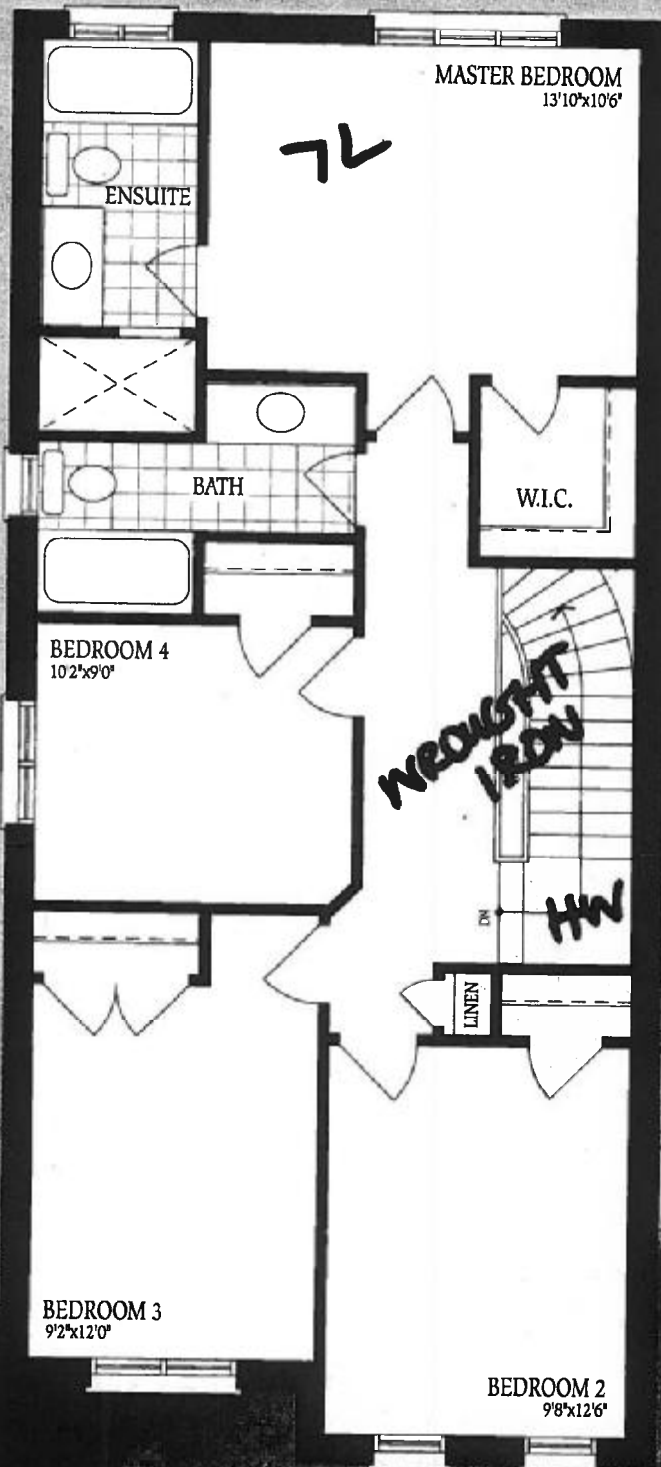 MASTER BEDROOM
13'10"x10'6"
ENSUITE
BATH
W.I.C.
BEDROOM 4
10'2"x9'0"
WROUGHT
IRON
DN
HW
LINEN
BEDROOM 3
9'2"x12'0"
BEDROOM 2
9'8"x12'6"